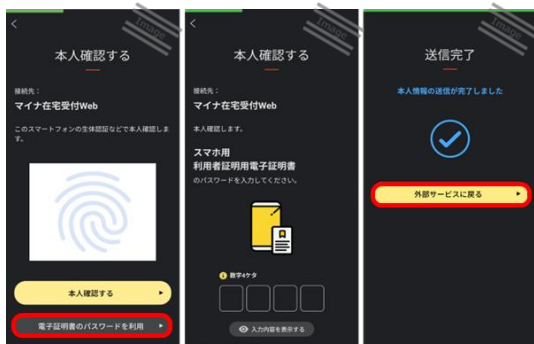 Image
本人確認する
接続先：
マイナ在宅受付Web
このスマートフォンの生体認証などで本人確認しま
す。
本人確認する
電子証明書のパスワードを利用
Image
本人確認する
接続先：
マイナ在宅受付Web
本人確認します。
スマホ用
利用者証明用電子証明書
のパスワードを入力してください。
数字4ケタ
入力内容を表示する
Image
送信完了
本人情報の送信が完了しました
外部サービスに戻る